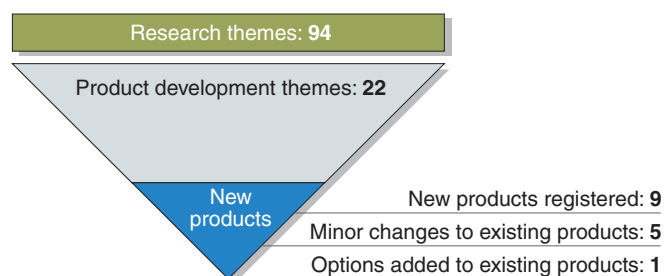 Research themes: 94
Product development themes: 22
New
products
New products registered: 9
Minor changes to existing products: 5
Options added to existing products: 1